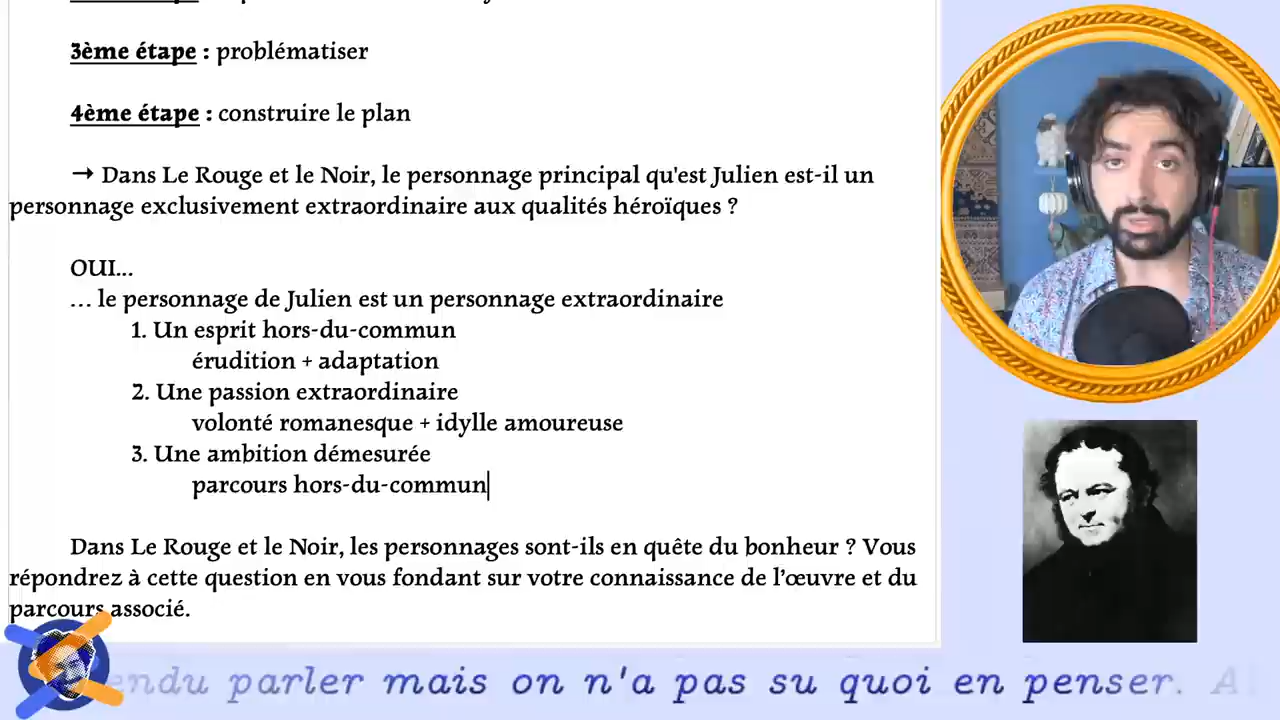 3ème étape : problématiser
4ème étape : construire le plan
→ Dans Le Rouge et le Noir, le personnage principal qu'est Julien est-il un
personnage exclusivement extraordinaire aux qualités héroïques ?
OUI...
... le personnage de Julien est un personnage extraordinaire
1. Un esprit hors-du-commun
érudition + adaptation
2. Une passion extraordinaire
volonté romanesque + idylle amoureuse
3. Une ambition démesurée
parcours hors-du-commun
Dans Le Rouge et le Noir, les personnages sont-ils en quête du bonheur ? Vous
répondrez à cette question en vous fondant sur votre connaissance de l'œuvre et du
parcours associé.
parler mais on n'a pas su quoi en penser.